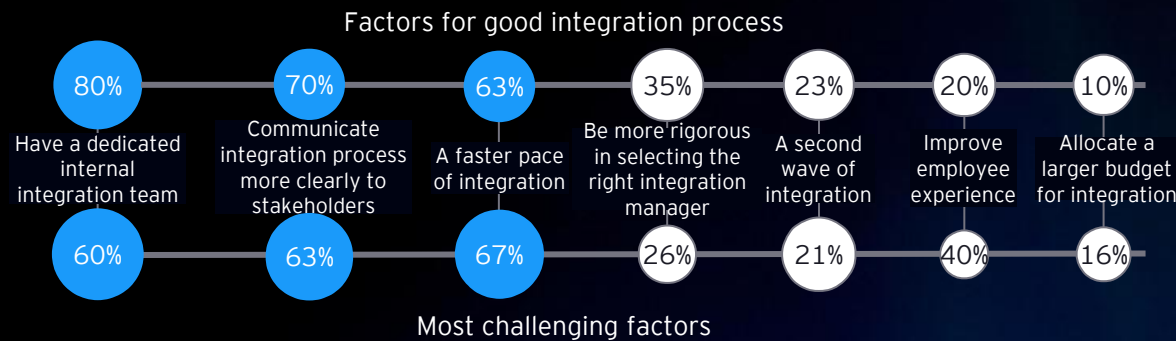 Factors for good integration process
80% 70% 63% 35% 23% 20% 10%
Have a dedicated
internal
integration team
Communicate
integration process
more clearly to
stakeholders
A faster pace
of integration
Be more rigorous
in selecting the
right integration
manager
A second
wave of
integration
Improve
employee
experience
Allocate a
larger budget
for integration
60% 63% 67% 26% 21% 40% 16%
Most challenging factors